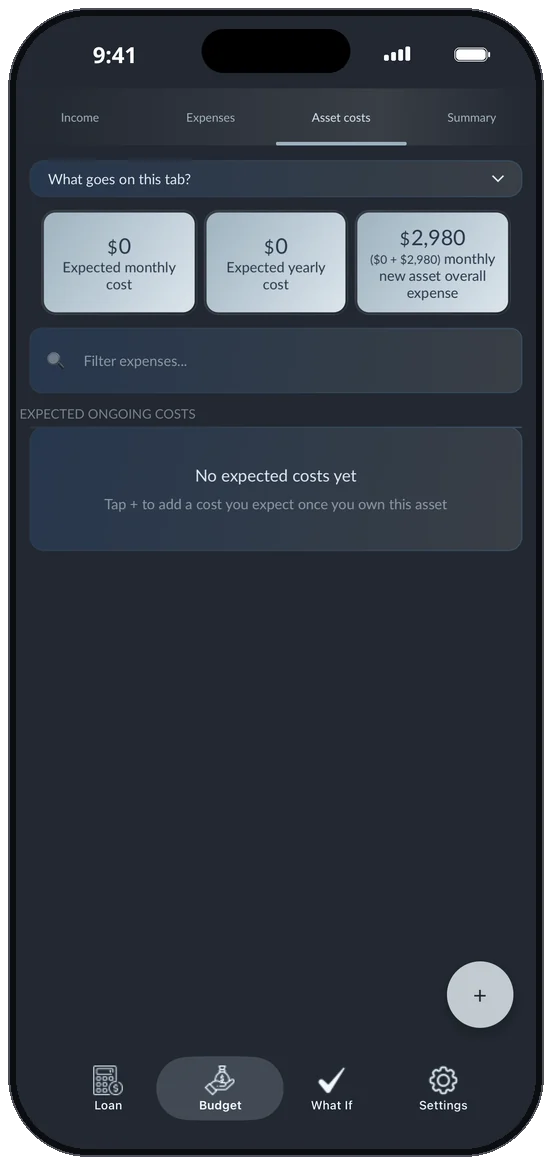 9:41
Income Expenses Asset costs Summary
What goes on this tab?
$0
Expected monthly
cost
$0
Expected yearly
cost
$2,980
($0 + $2,980) monthly
new asset overall
expense
Filter expenses...
EXPECTED ONGOING COSTS
No expected costs yet
Tap + to add a cost you expect once you own this asset
+
Loan Budget What If Settings